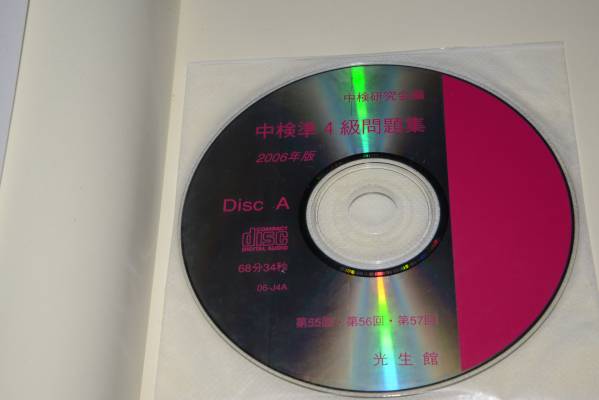 中検研究会編
中検準4級問題集
2006年版
Disc A
COMPACT
disc
DIGITAL AUDIO
68分34秒
06-J4A
第55回・第56回・第57回
光生館